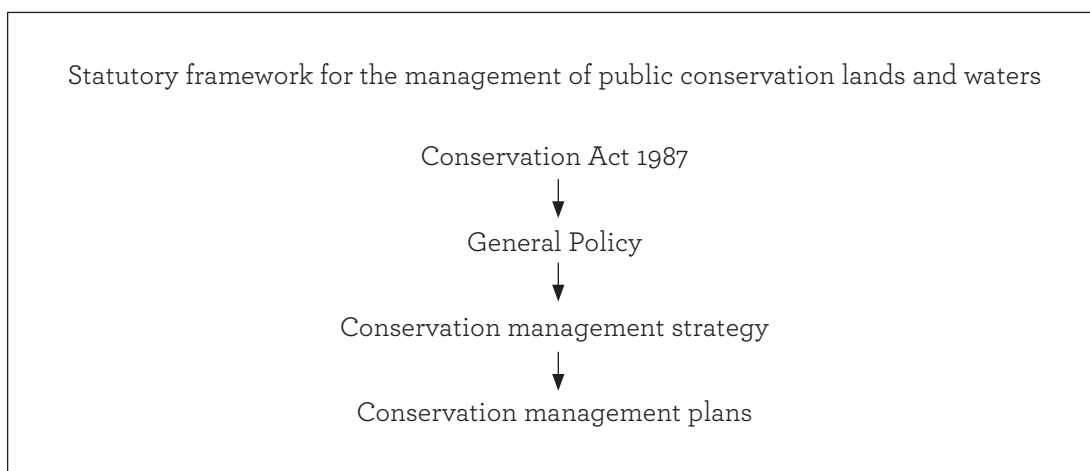 Statutory framework for the management of public conservation lands and waters
Conservation Act 1987
General Policy
Conservation management strategy
Conservation management plans